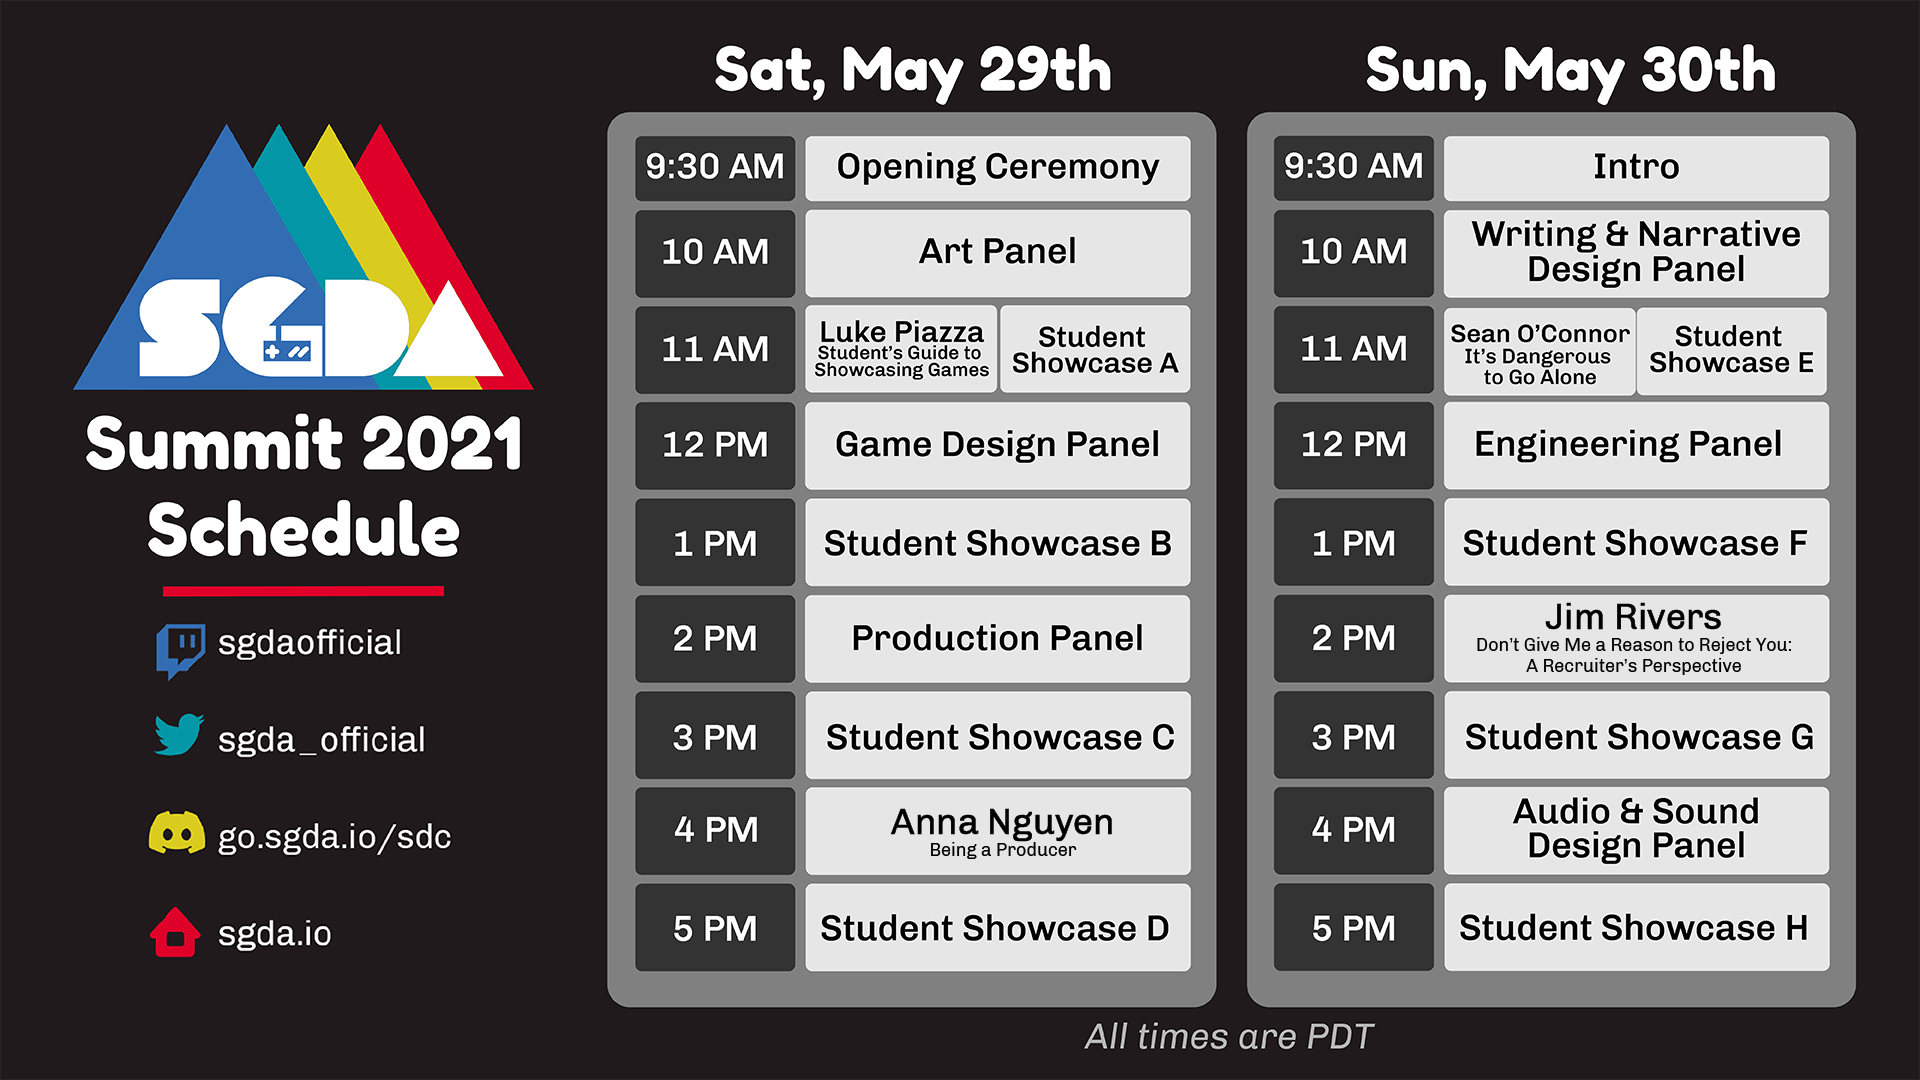 SGDA
Summit 2021
Schedule
sgdaofficial
sgda_official
go.sgda.io/sdc
sgda.io
Sat, May 29th
9:30 AM
Opening Ceremony
10 AM
Art Panel
11 AM
Luke Piazza
Student's Guide to
Showcasing Games
Student
Showcase A
12 PM
Game Design Panel
1 PM
Student Showcase B
2 PM
Production Panel
3 PM
Student Showcase C
4 PM
Anna Nguyen
Being a Producer
5 PM
Student Showcase D
Sun, May 30th
9:30 AM
Intro
10 AM
Writing & Narrative
Design Panel
11 AM
Sean O'Connor
It's Dangerous
to Go Alone
Student
Showcase E
12 PM
Engineering Panel
1 PM
Student Showcase F
2 PM
Jim Rivers
Don't Give Me a Reason to Reject You:
A Recruiter's Perspective
3 PM
Student Showcase G
4 PM
Audio & Sound
Design Panel
5 PM
Student Showcase H
All times are PDT